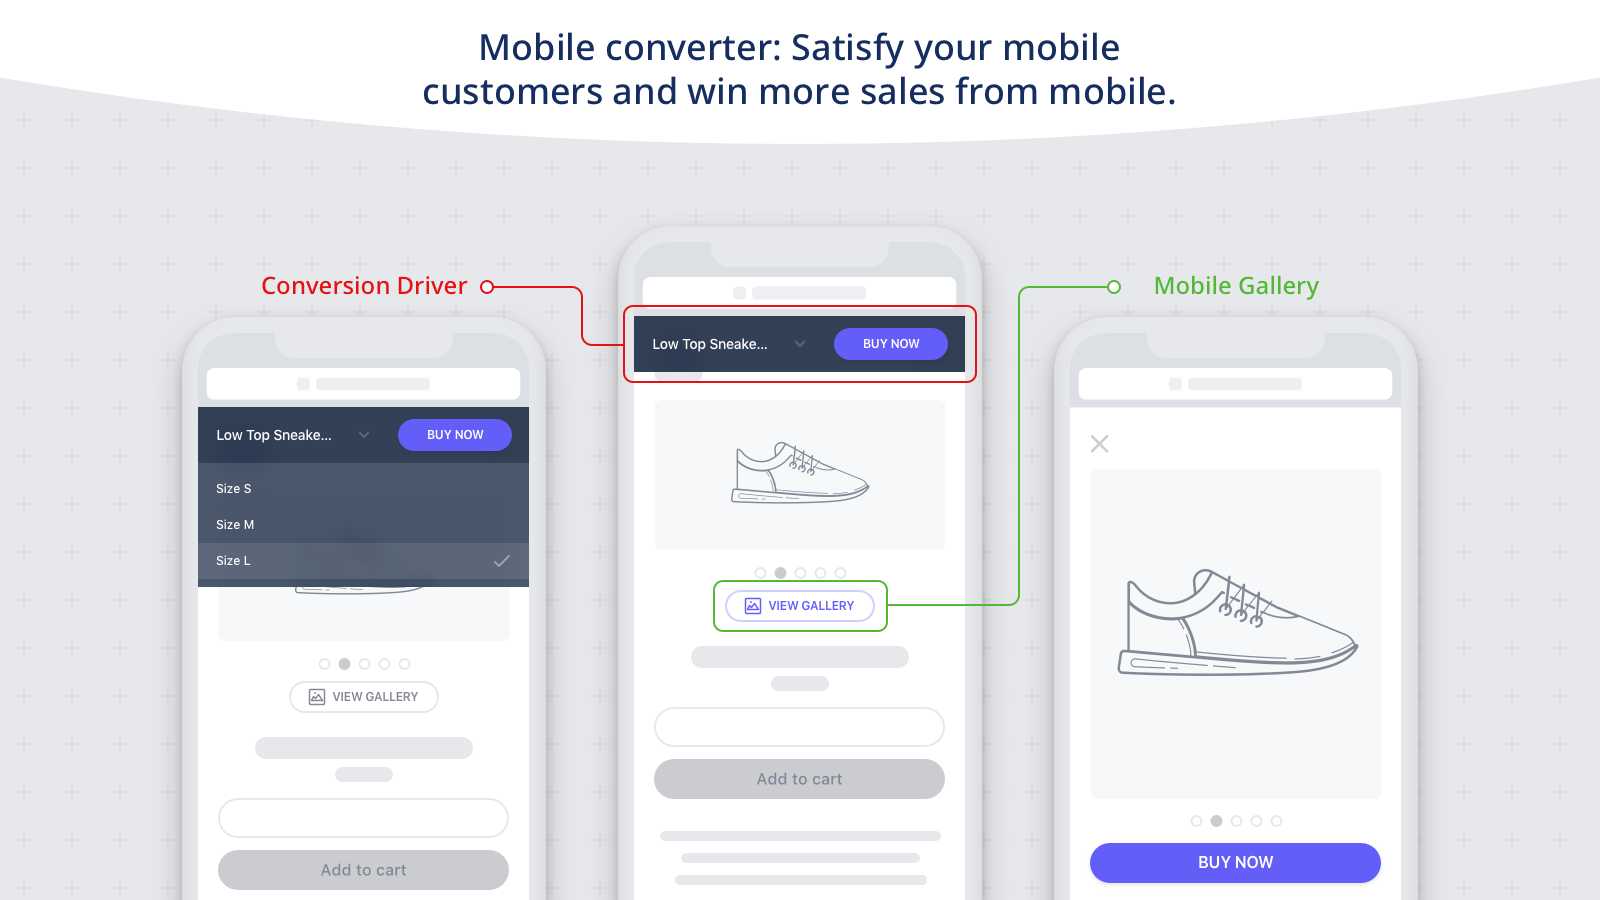 Mobile converter: Satisfy your mobile
customers and win more sales from mobile.
Conversion Driver
Mobile Gallery
Low Top Sneake...
BUY NOW
Size S
Size M
Size L
VIEW GALLERY
Add to cart
Low Top Sneake...
BUY NOW
VIEW GALLERY
Add to cart
BUY NOW